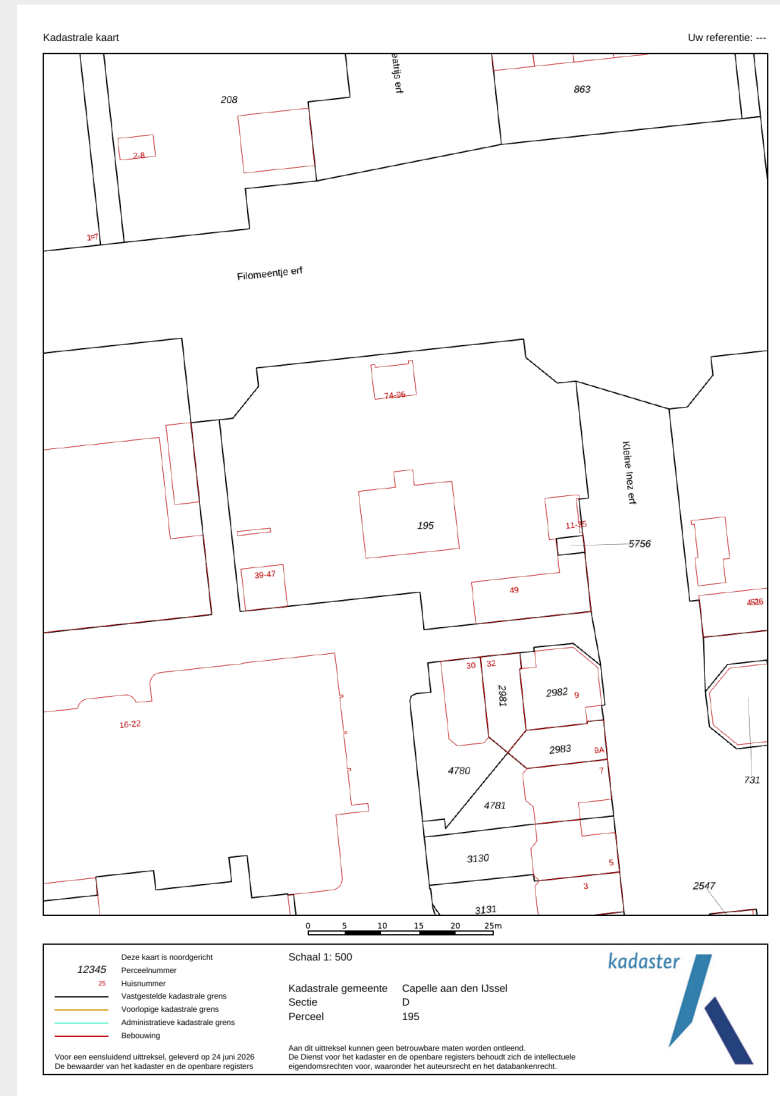 Kadastrale kaart
Uw referentie: ---
208
863
2-8
Filomeentje erf
74-96
Kleine Inez erf
195
11-35
5756
39-47
49
30
32
2981
2982
9
16-22
2983
9A
4780
7
731
4781
3130
5
3
2547
3131
0 5 10 15 20 25m
Deze kaart is noordgericht
12345 Perceelnummer
25 Huisnummer
Vastgestelde kadastrale grens
Voorlopige kadastrale grens
Administratieve kadastrale grens
Bebouwing
Voor een eensluidend uittreksel, geleverd op 24 juni 2026
De bewaarder van het kadaster en de openbare registers
Schaal 1: 500
Kadastrale gemeente Capelle aan den IJssel
Sectie D
Perceel 195
Aan dit uittreksel kunnen geen betrouwbare maten worden ontleend.
De Dienst voor het kadaster en de openbare registers behoudt zich de intellectuele
eigendomsrechten voor, waaronder het auteursrecht en het databankenrecht.
kadaster